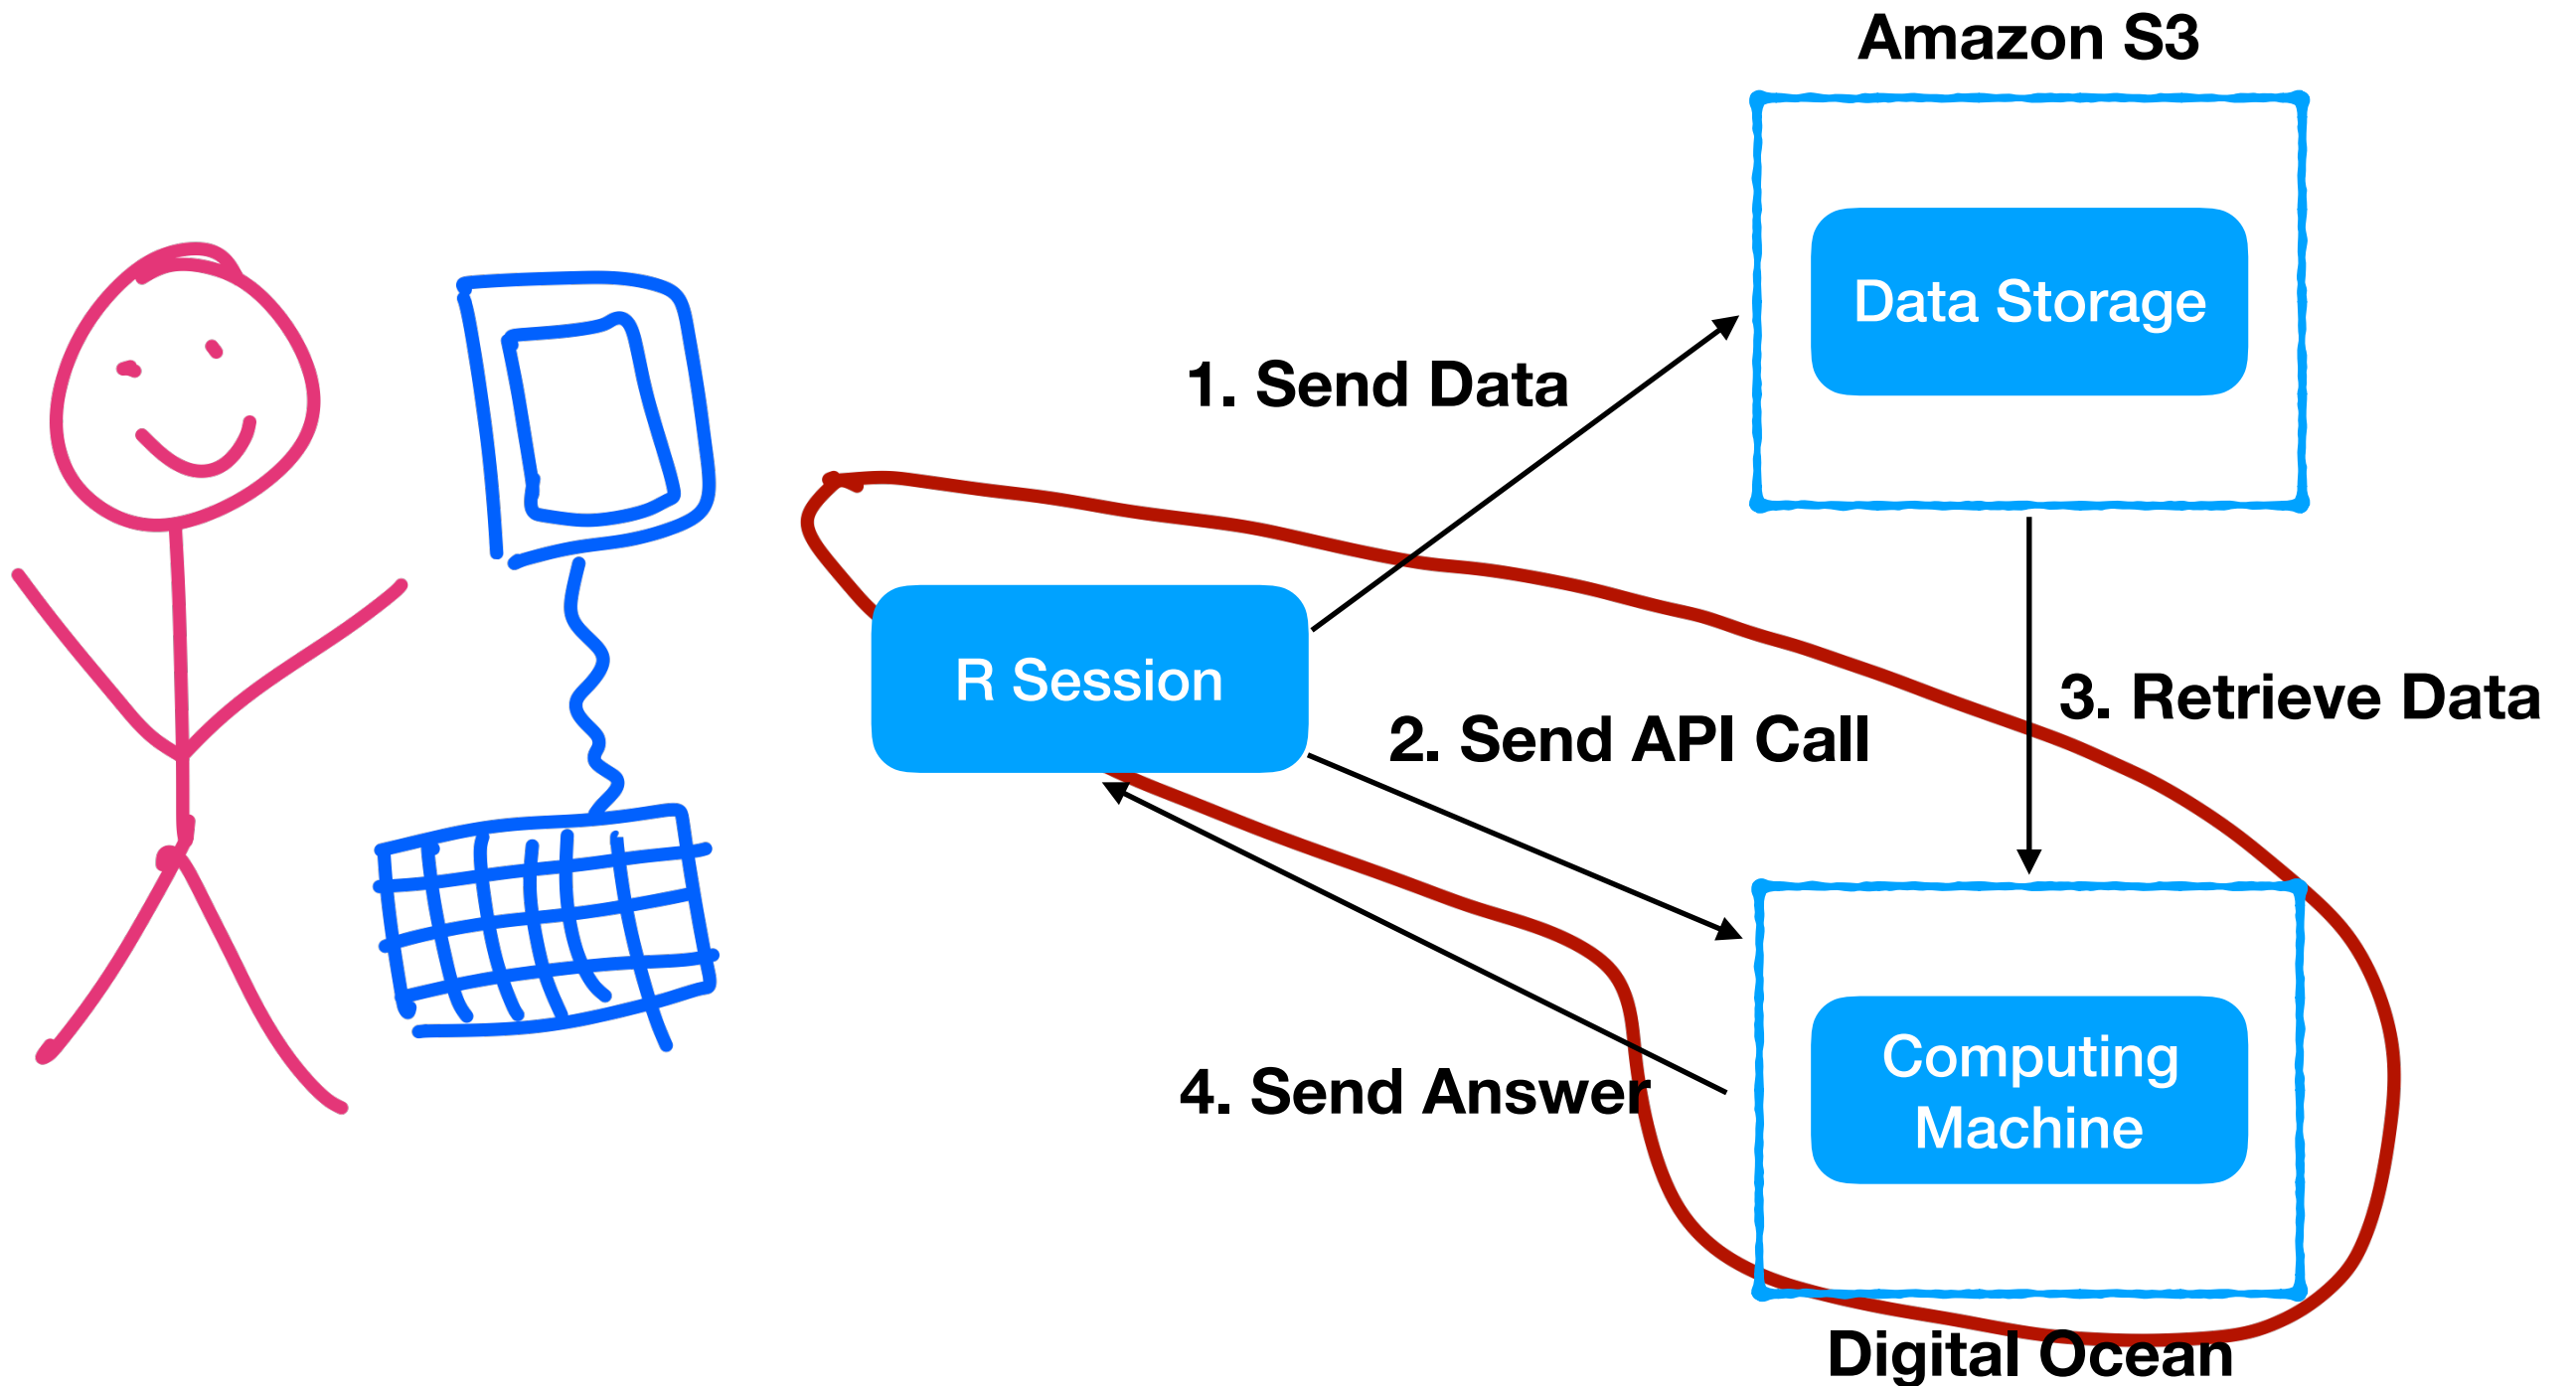 Amazon S3
Data Storage
1. Send Data
R Session
3. Retrieve Data
2. Send API Call
Computing
Machine
4. Send Answer
Digital Ocean